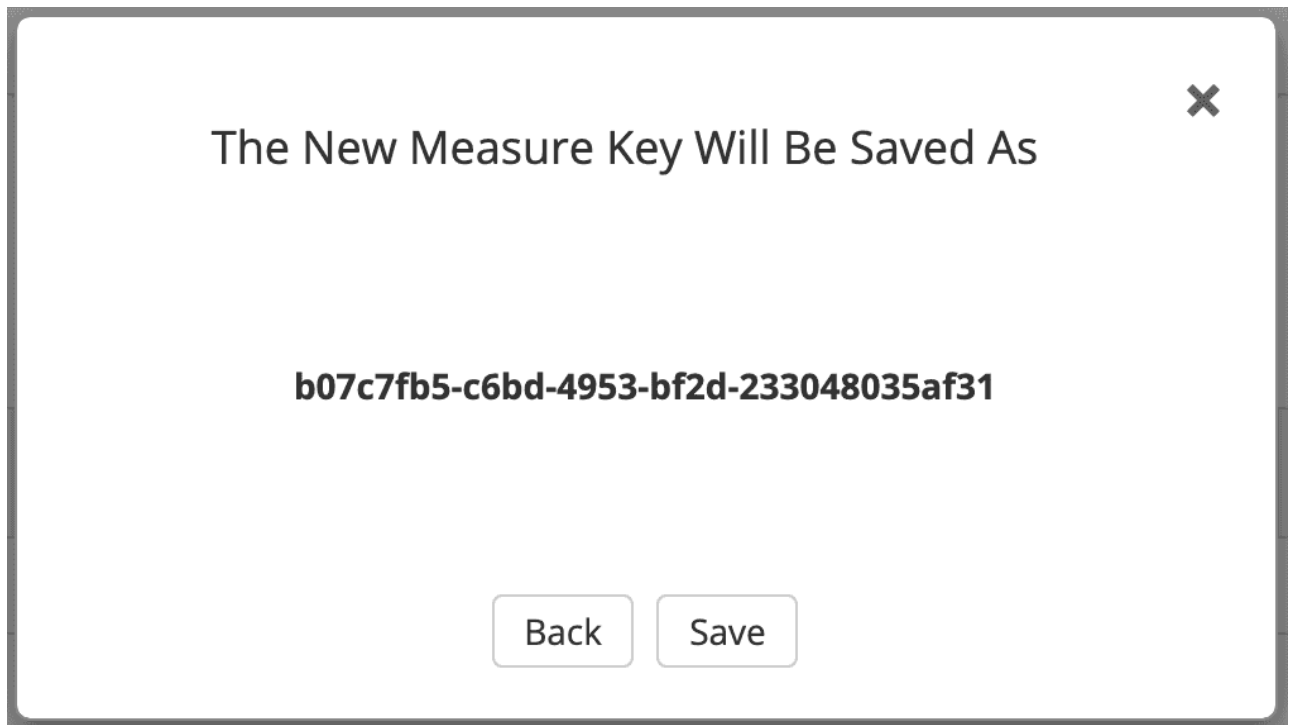 The New Measure Key Will Be Saved As
b07c7fb5-c6bd-4953-bf2d-233048035af31
Back
Save